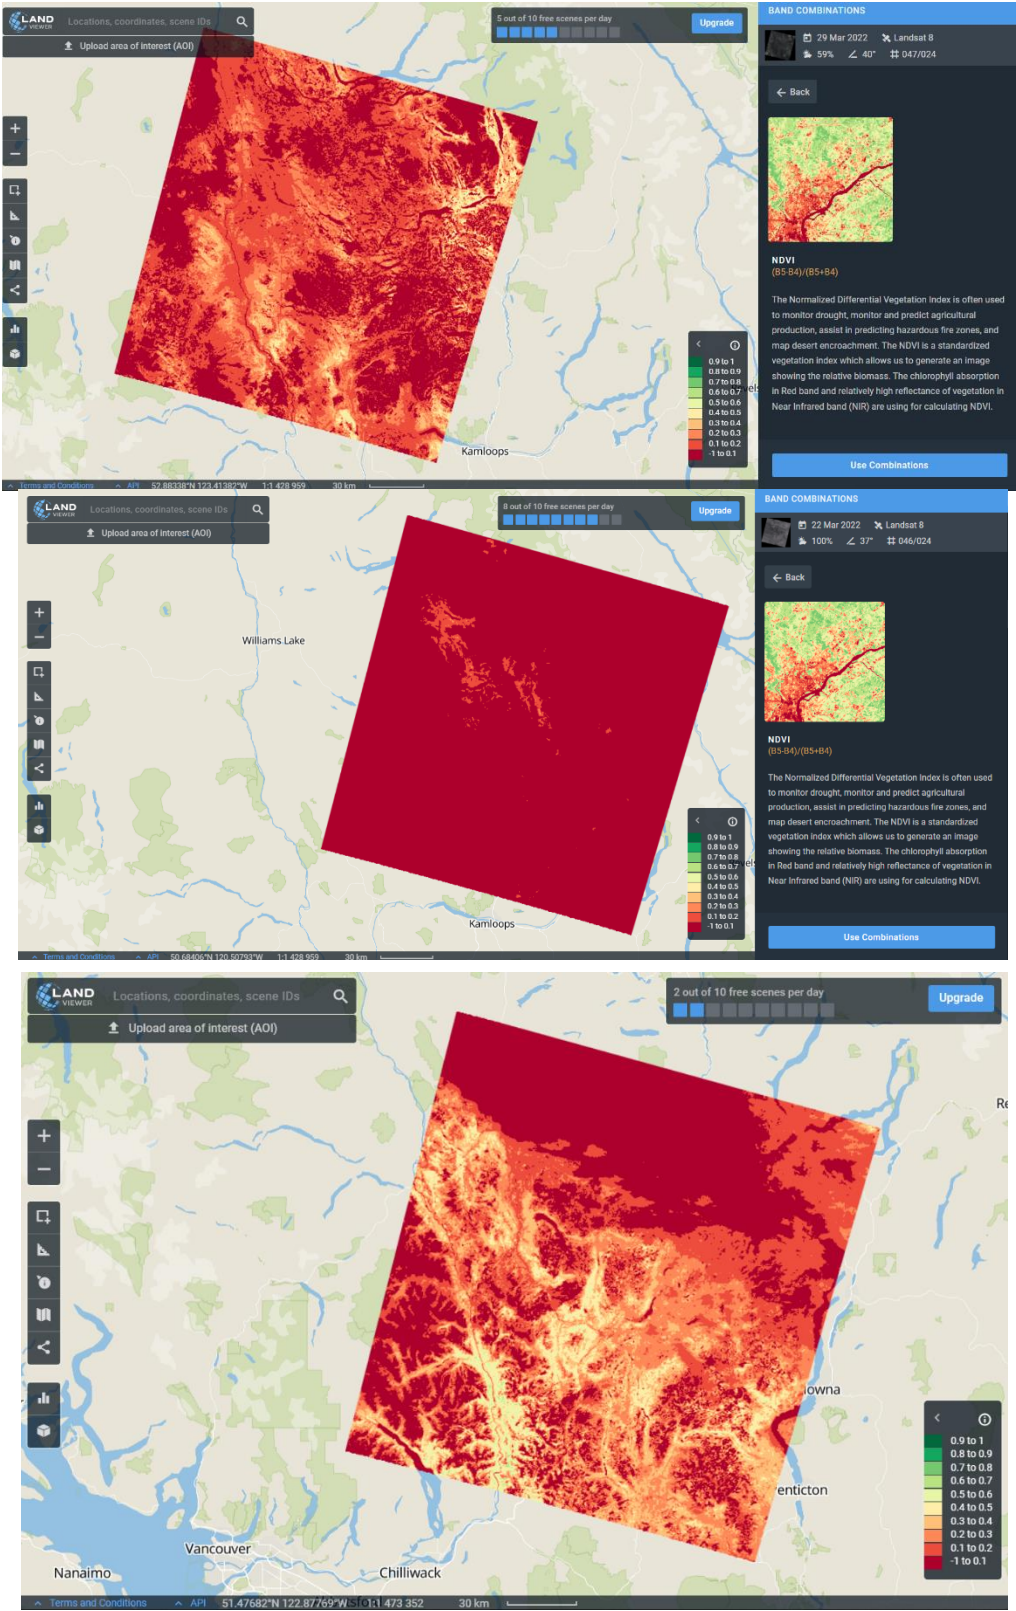 LAND
VIEWER
Locations, coordinates, scene IDs
Upload area of interest (AOI)
5 out of 10 free scenes per day
Upgrade
BAND COMBINATIONS
29 Mar 2022 Landsat 8
59% 40° 047/024
Back
NDVI
(B5-B4)/(B5+B4)
The Normalized Differential Vegetation Index is often used
to monitor drought, monitor and predict agricultural
production, assist in predicting hazardous fire zones, and
map desert encroachment. The NDVI is a standardized
vegetation index which allows us to generate an image
showing the relative biomass. The chlorophyll absorption
in Red band and relatively high reflectance of vegetation in
Near Infrared band (NIR) are using for calculating NDVI.
Use Combinations
0.9 to 1
0.8 to 0.9
0.7 to 0.8
0.6 to 0.7
0.5 to 0.6
0.4 to 0.5
0.3 to 0.4
0.2 to 0.3
0.1 to 0.2
-1 to 0.1
Kamloops
Terms and Conditions API 52.88338°N 123.41382°W 1:1 428 959 30 km
LAND
VIEWER
Locations, coordinates, scene IDs
Upload area of interest (AOI)
8 out of 10 free scenes per day
Upgrade
BAND COMBINATIONS
22 Mar 2022 Landsat 8
100% 37° 046/024
Back
Williams Lake
NDVI
(B5-B4)/(B5+B4)
The Normalized Differential Vegetation Index is often used
to monitor drought, monitor and predict agricultural
production, assist in predicting hazardous fire zones, and
map desert encroachment. The NDVI is a standardized
vegetation index which allows us to generate an image
showing the relative biomass. The chlorophyll absorption
in Red band and relatively high reflectance of vegetation in
Near Infrared band (NIR) are using for calculating NDVI.
Use Combinations
0.9 to 1
0.8 to 0.9
0.7 to 0.8
0.6 to 0.7
0.5 to 0.6
0.4 to 0.5
0.3 to 0.4
0.2 to 0.3
0.1 to 0.2
-1 to 0.1
Kamloops
Terms and Conditions API 50.68406°N 120.50793°W 1:1 428 959 30 km
LAND
VIEWER
Locations, coordinates, scene IDs
Upload area of interest (AOI)
2 out of 10 free scenes per day
Upgrade
Re
lowna
enticton
0.9 to 1
0.8 to 0.9
0.7 to 0.8
0.6 to 0.7
0.5 to 0.6
0.4 to 0.5
0.3 to 0.4
0.2 to 0.3
0.1 to 0.2
-1 to 0.1
Vancouver
Nanaimo
Chilliwack
Terms and Conditions API 51.47682°N 122.87769°W 1:1 473 352 30 km